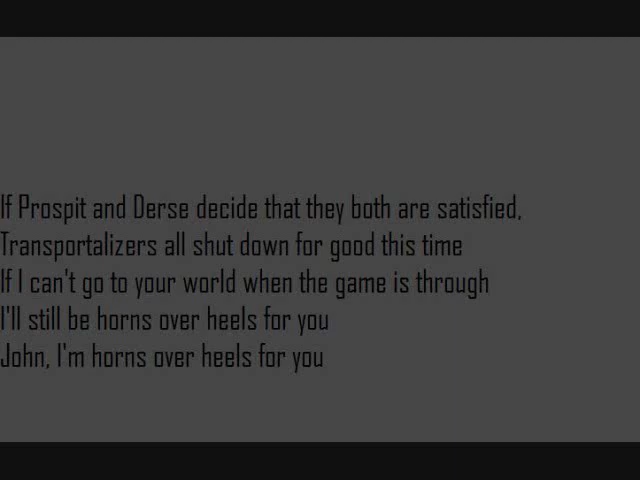 If Prospit and Derse decide that they both are satisfied,
Transportalizers all shut down for good this time
If I can't go to your world when the game is through
I'll still be horns over heels for you
John, I'm horns over heels for you